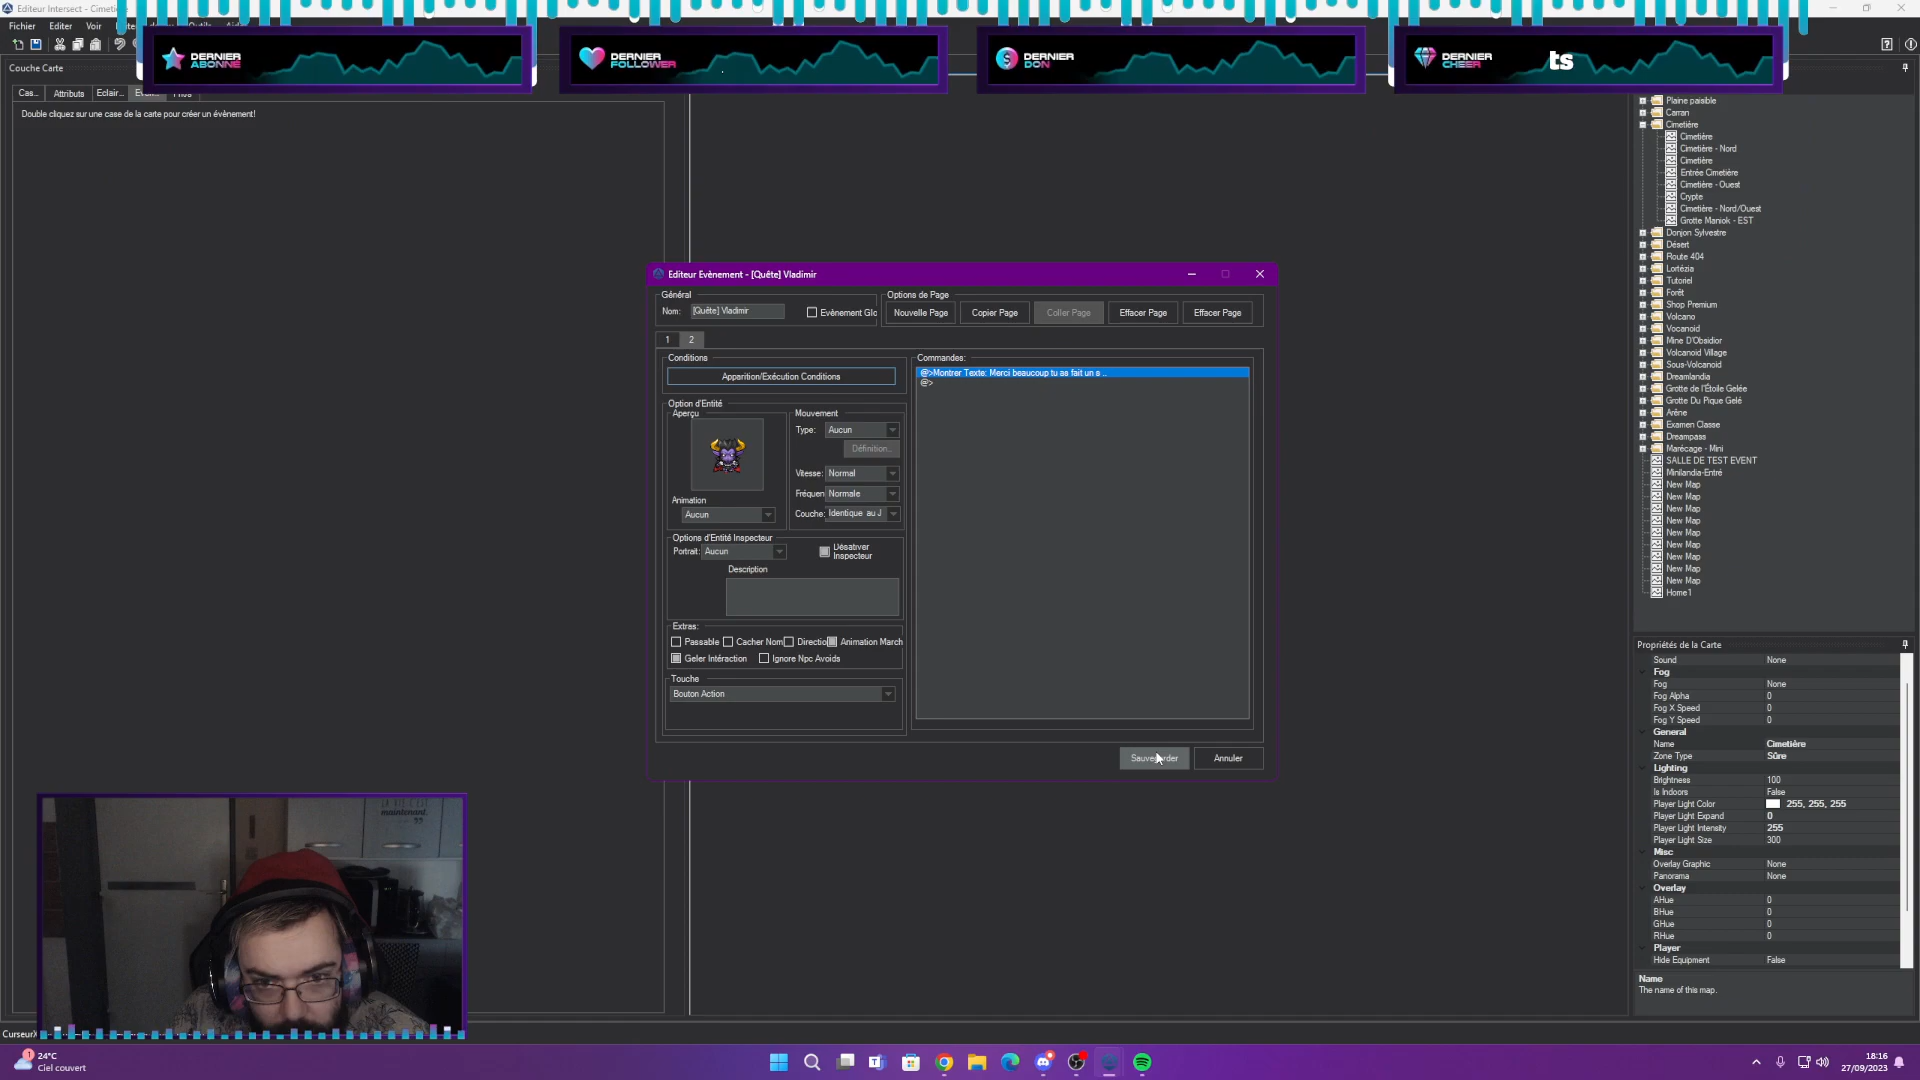 Editeur Intersect - Cimetiè
Fichier Editer Voir
DERNIER ABONNÉ
DERNIER FOLLOWER
DERNIER DON
DERNIER CHEER
ts
Couche Carte
Cas... Attributs Eclair...
Double cliquez sur une case de la carte pour créer un évènement!
Editeur Evènement - [Quête] Vladimir
Général
Nom: [Quête] Vladimir
Evènement Glo
Options de Page
Nouvelle Page
Copier Page
Coller Page
Effacer Page
Effacer Page
1 2
Conditions
Apparition/Exécution Conditions
Commandes:
@>Montrer Texte: Merci beaucoup tu as fait un s ..
@>
Option d'Entité
Aperçu
Animation
Aucun
Mouvement
Type: Aucun
Définition..
Vitesse: Normal
Fréquen Normale
Couche: Identique au J
Options d'Entité Inspecteur
Portrait: Aucun
Désativer Inspecteur
Description
Extras:
Passable Cacher Nom Directio Animation March
Geler Intéraction Ignore Npc Avoids
Touche
Bouton Action
Sauvegarder
Annuler
Plaine paisible
Carran
Cimetière
Cimetière
Cimetière - Nord
Cimetière
Entrée Cimetière
Cimetière - Ouest
Crypte
Cimetière - Nord/Ouest
Grotte Maniok - EST
Donjon Sylvestre
Désert
Route 404
Lortézia
Tutoriel
Forêt
Shop Premium
Volcano
Vocanoid
Mine D'Obsidior
Volcanoid Village
Sous-Volcanoid
Dreamlandia
Grotte de l'Étoile Gelée
Grotte Du Pique Gelé
Arène
Examen Classe
Dreampass
Marécage - Mini
SALLE DE TEST EVENT
Minilandia-Entré
New Map
New Map
New Map
New Map
New Map
New Map
New Map
New Map
New Map
Home1
Propriétés de la Carte
Sound None
Fog
Fog None
Fog Alpha 0
Fog X Speed 0
Fog Y Speed 0
General
Name Cimetière
Zone Type Sûre
Lighting
Brightness 100
Is Indoors False
Player Light Color 255, 255, 255
Player Light Expand 0
Player Light Intensity 255
Player Light Size 300
Misc
Overlay Graphic None
Panorama None
Overlay
AHue 0
BHue 0
GHue 0
RHue 0
Player
Hide Equipment False
Name
The name of this map.
maintenant.
CurseurX
1
24°C
Ciel couvert
18:16
27/09/2023